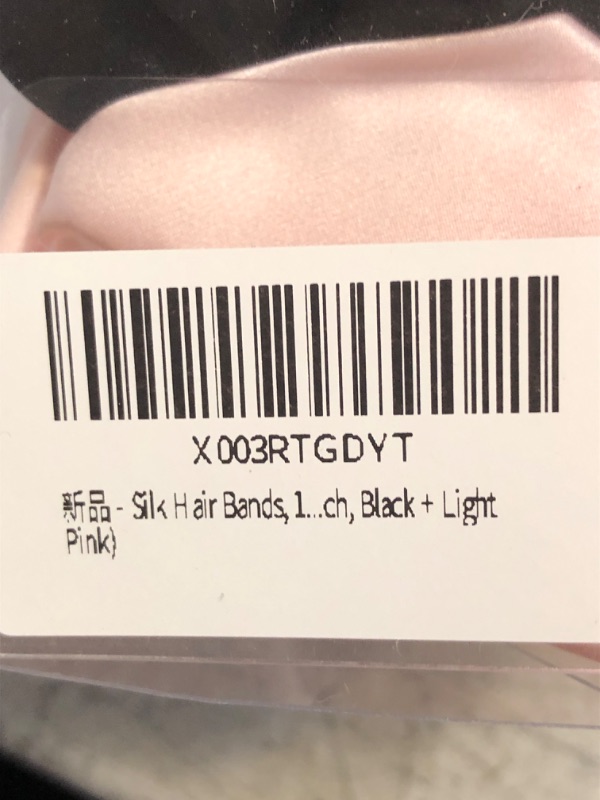 X003RTGDYT
新品 - Silk Hair Bands, 1...ch, Black + Light
Pink)